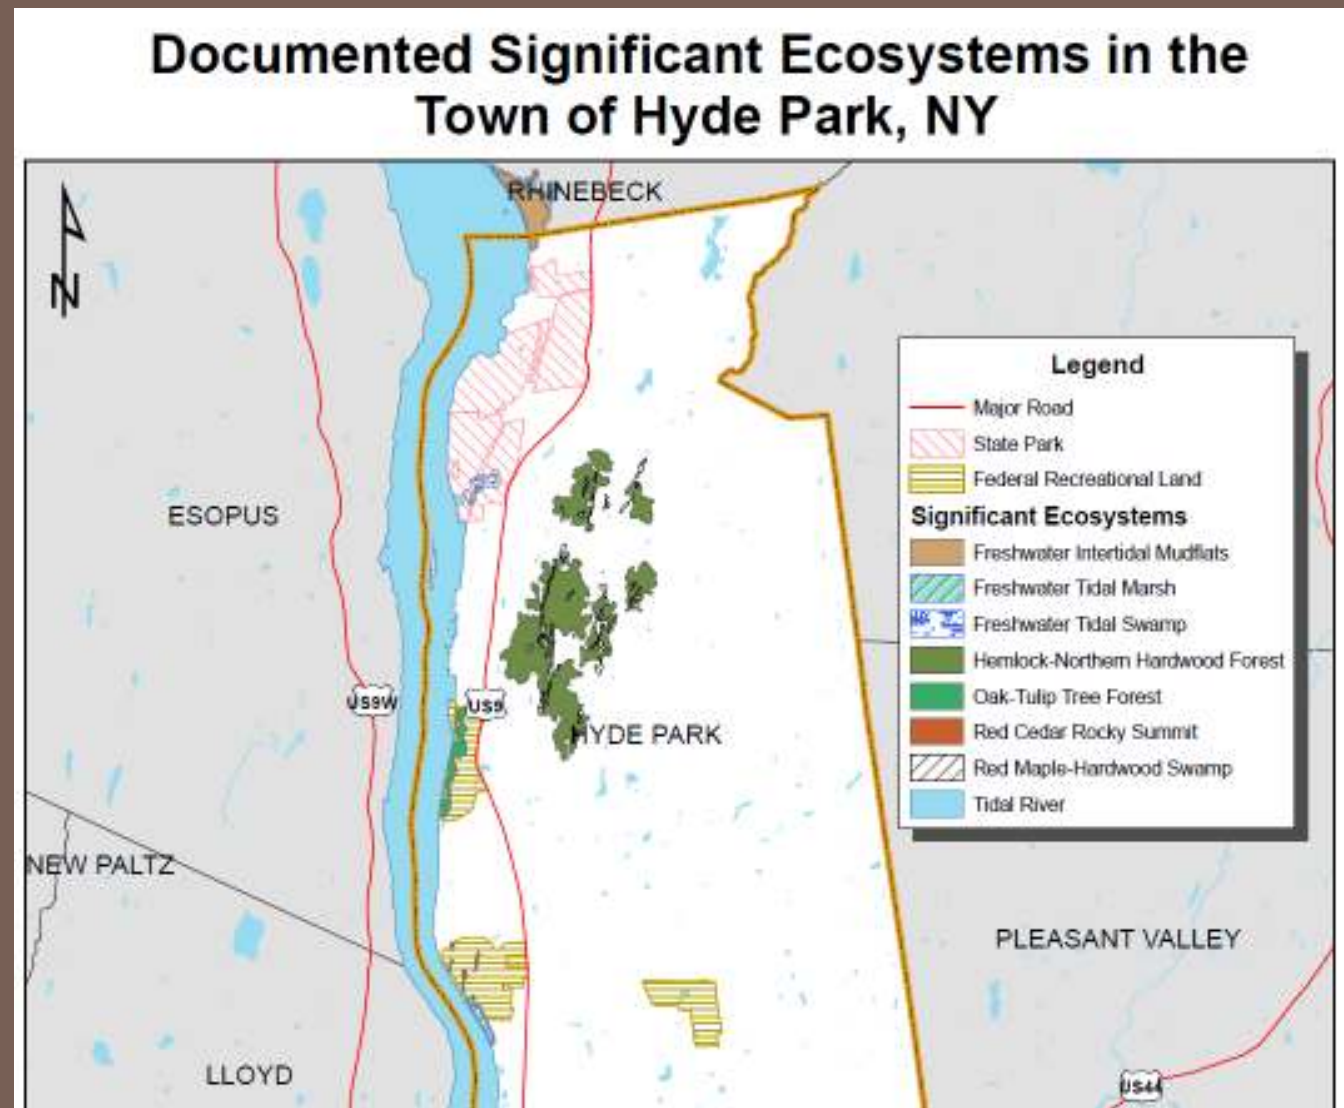 Documented Significant Ecosystems in the
Town of Hyde Park, NY
RHINEBECK
N
Legend
Major Road
State Park
Federal Recreational Land
Significant Ecosystems
Freshwater Intertidal Mudflats
Freshwater Tidal Marsh
Freshwater Tidal Swamp
Hemlock-Northern Hardwood Forest
Oak-Tulip Tree Forest
Red Cedar Rocky Summit
Red Maple-Hardwood Swamp
Tidal River
ESOPUS
US9W
US9
HYDE PARK
NEW PALTZ
PLEASANT VALLEY
LLOYD
US44